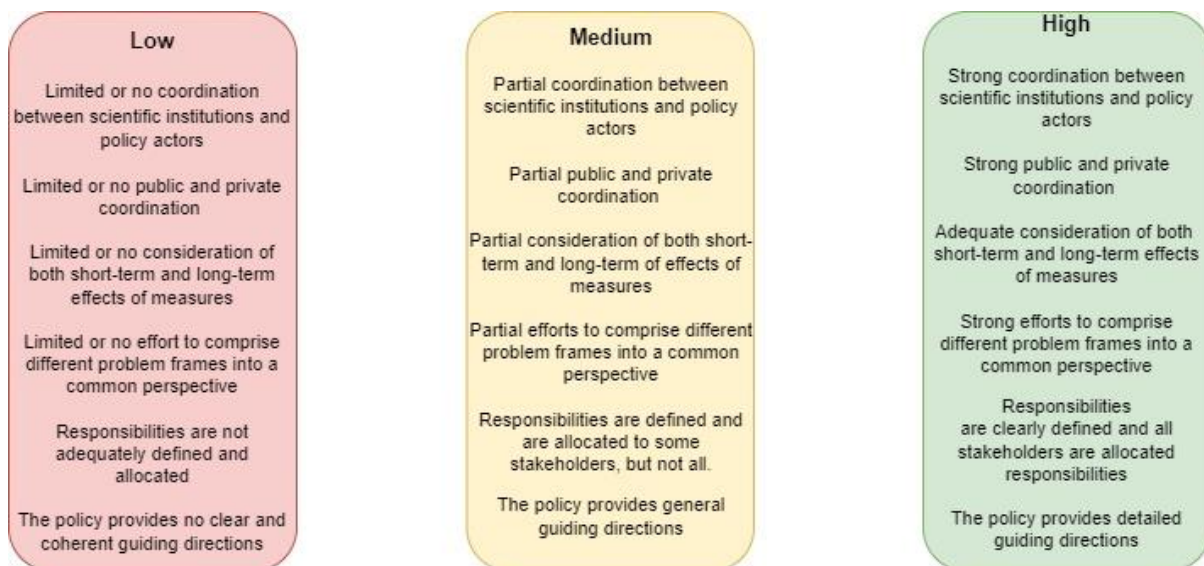 Low
Limited or no coordination
between scientific institutions and
policy actors
Limited or no public and private
coordination
Limited or no consideration of
both short-term and long-term
effects of measures
Limited or no effort to comprise
different problem frames into a
common perspective
Responsibilities are not
adequately defined and
allocated
The policy provides no clear and
coherent guiding directions
Medium
Partial coordination between
scientific institutions and policy
actors
Partial public and private
coordination
Partial consideration of both short-
term and long-term of effects of
measures
Partial efforts to comprise different
problem frames into a common
perspective
Responsibilities are defined and
are allocated to some
stakeholders, but not all.
The policy provides general
guiding directions
High
Strong coordination between
scientific institutions and policy
actors
Strong public and private
coordination
Adequate consideration of both
short-term and long-term effects
of measures
Strong efforts to comprise
different problem frames into a
common perspective
Responsibilities
are clearly defined and all
stakeholders are allocated
responsibilities
The policy provides detailed
guiding directions